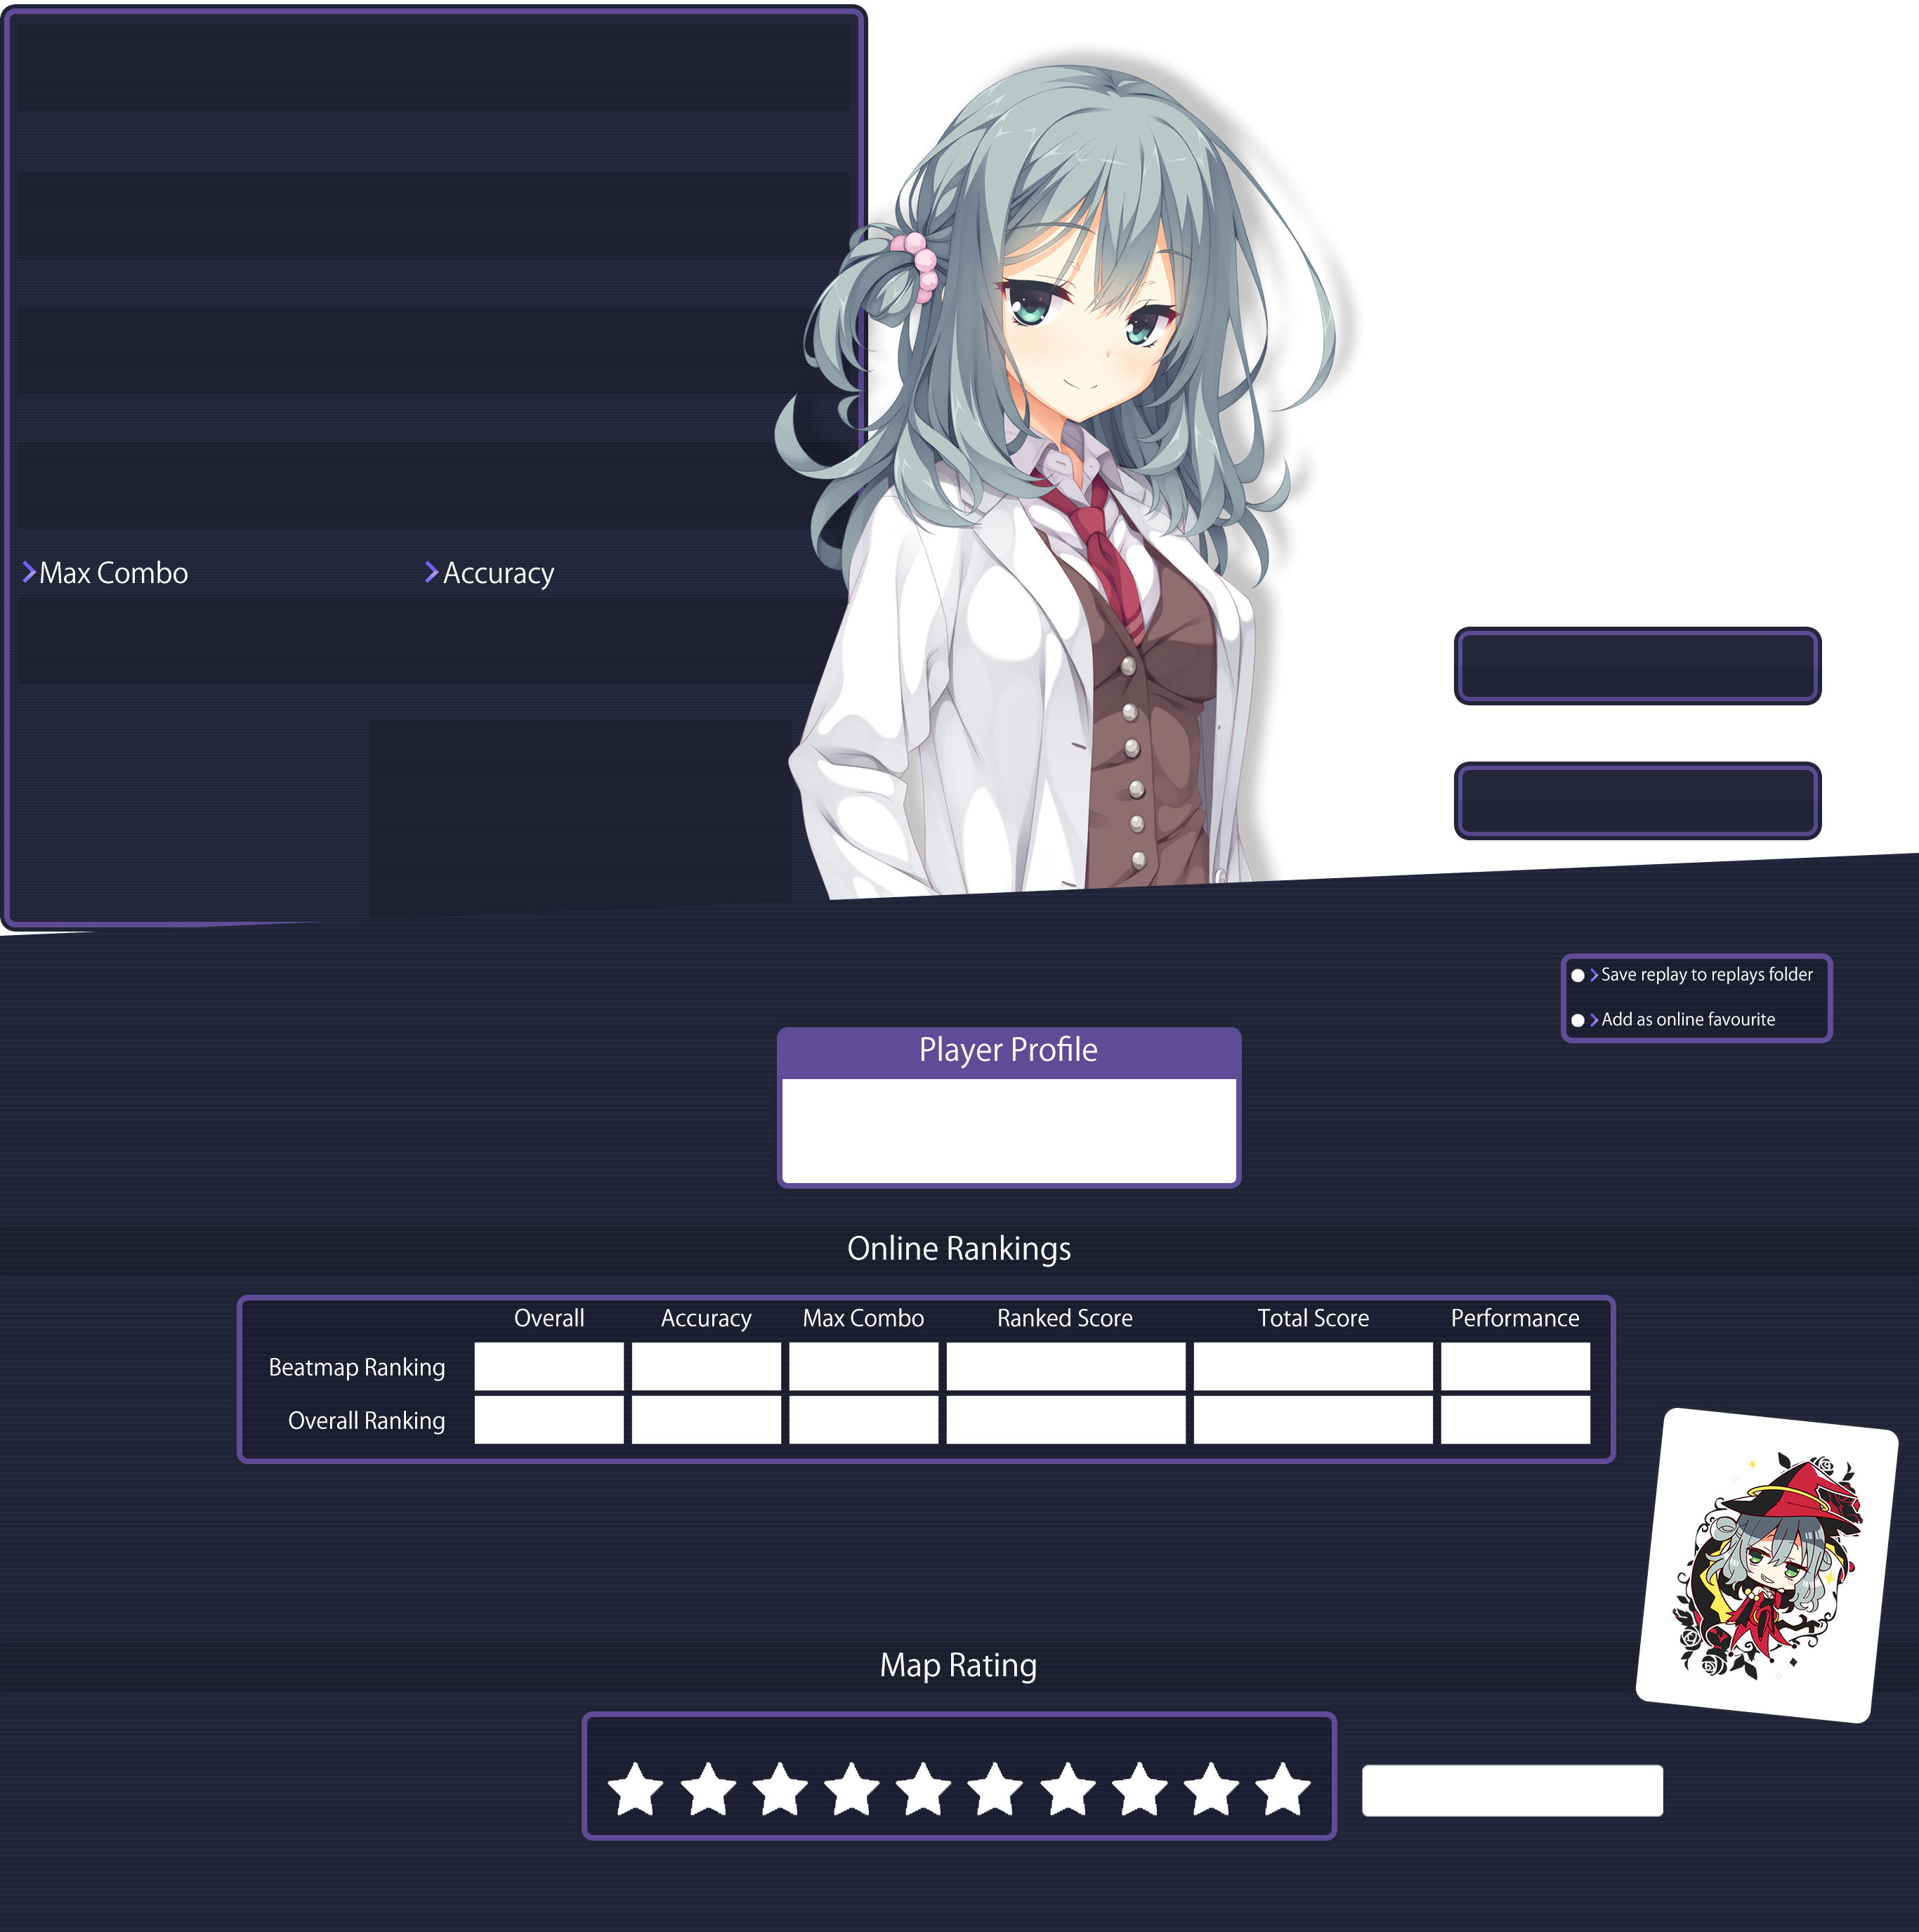 Max Combo
Accuracy
Save replay to replays folder
Add as online favourite
Player Profile
Online Rankings
Overall Accuracy Max Combo Ranked Score Total Score Performance
Beatmap Ranking
Overall Ranking
Map Rating